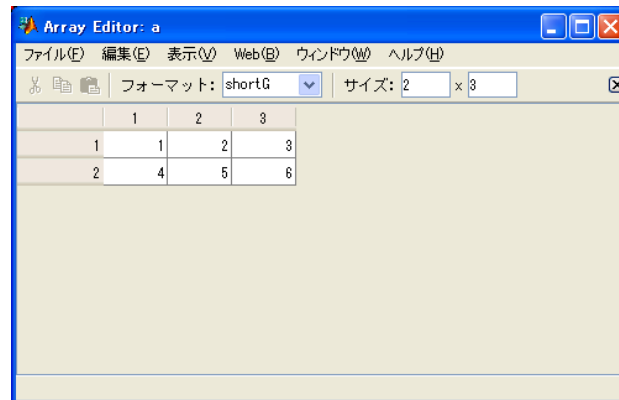 Array Editor: a
ファイル(F) 編集(E) 表示(V) Web(B) ウィンドウ(W) ヘルプ(H)
フォーマット: shortG サイズ: 2 x 3
1 2 3
1 1 2 3
2 4 5 6